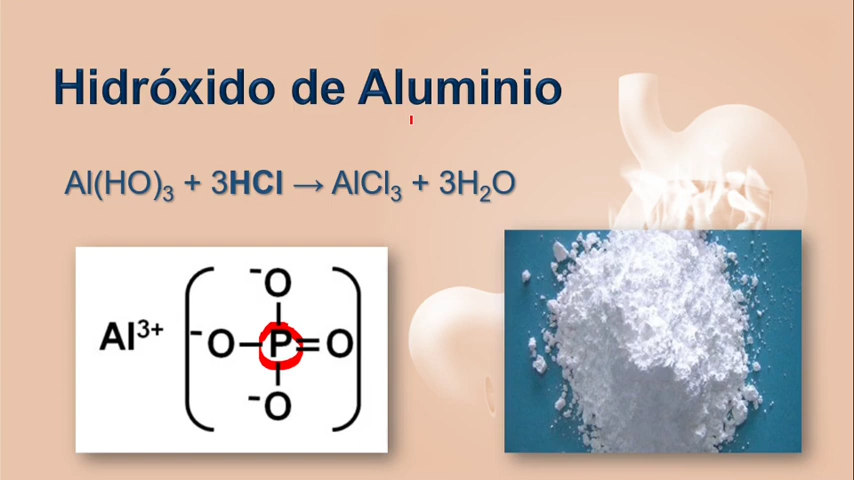 Hidróxido de Aluminio
Al(HO)₃ + 3HCl → AlCl₃ + 3H₂O
⁻O
Al³⁺ ⁻O–P=O
⁻O